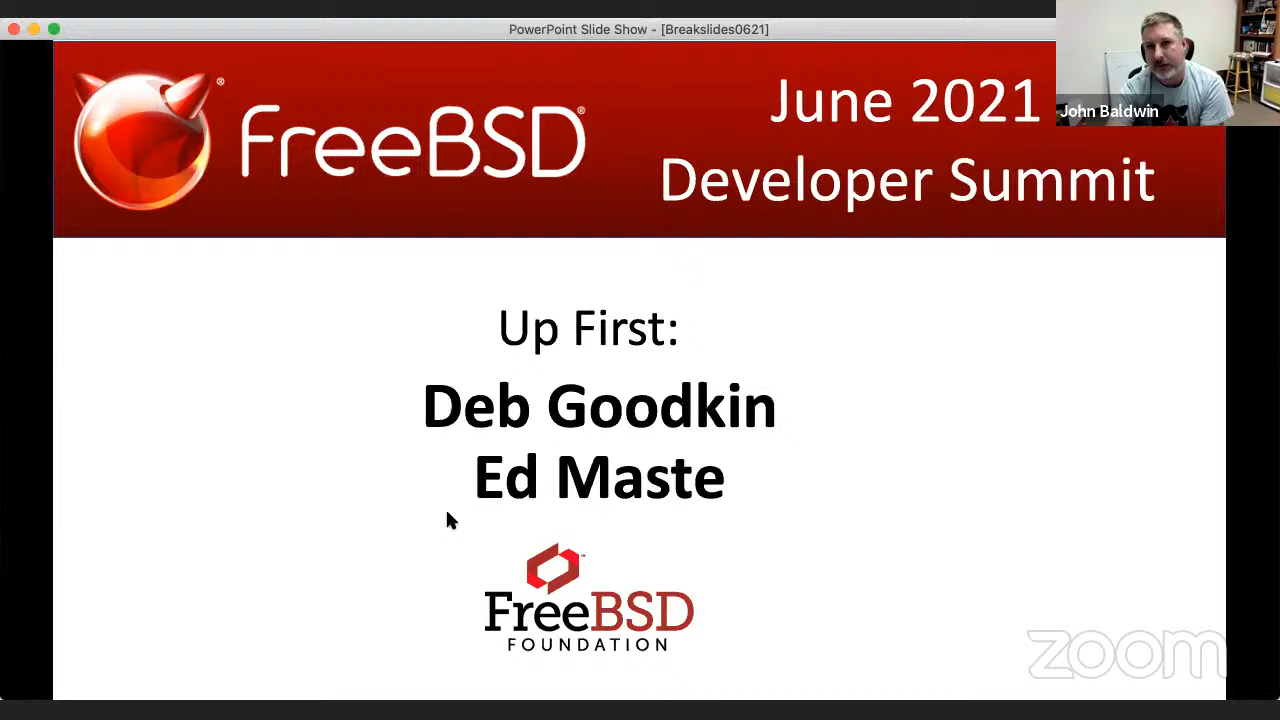 PowerPoint Slide Show - [Breakslides0621]
FreeBSD®
June 2021
Developer Summit
John Baldwin
Up First:
Deb Goodkin
Ed Maste
FreeBSD
FOUNDATION
zoom